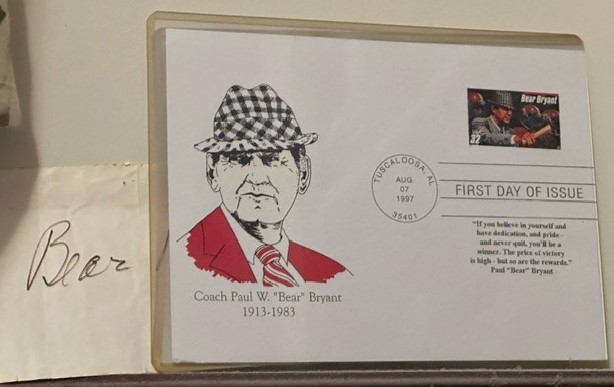 Bear
Coach Paul W. "Bear" Bryant
1913-1983
TUSCALOOSA, AL
AUG
07
1997
35401
Bear Bryant
32
FIRST DAY OF ISSUE
"If you believe in yourself and
have dedication, and pride -
and never quit, you'll be a
winner. The price of victory
is high - but so are the rewards."
Paul "Bear" Bryant